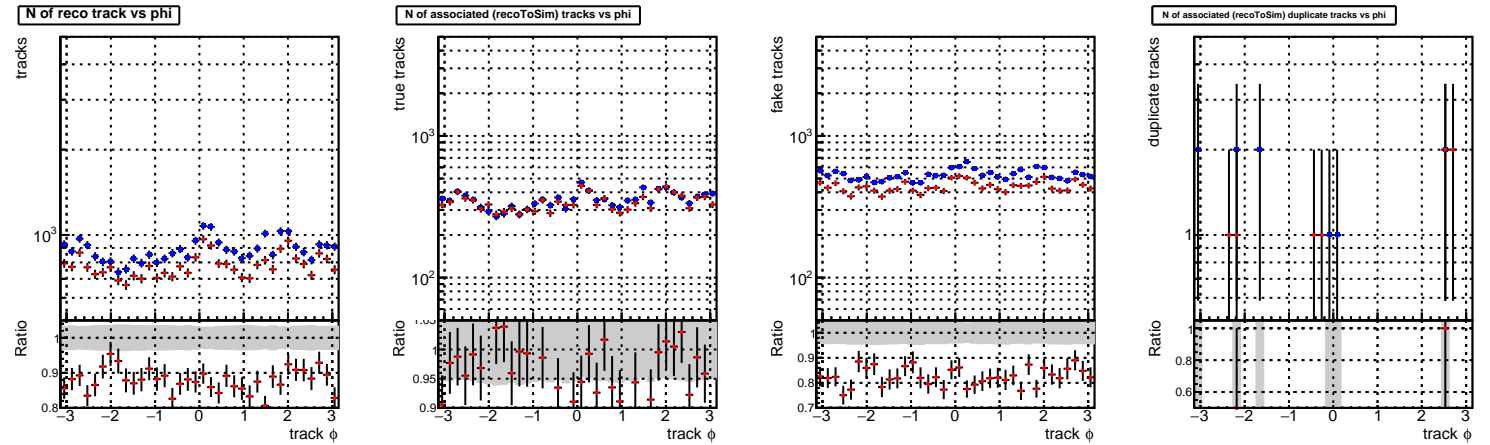 N of reco track vs phi
tracks
10³
Ratio
1
0.9
0.8
−3 −2 −1 0 1 2 3
track ϕ
N of associated (recoToSim) tracks vs phi
true tracks
10³
10²
Ratio
1.05
1
0.95
0.9
−3 −2 −1 0 1 2 3
track ϕ
fake tracks
10³
10²
Ratio
1
0.9
0.8
0.7
−3 −2 −1 0 1 2 3
track ϕ
N of associated (recoToSim) duplicate tracks vs phi
duplicate tracks
1
Ratio
1
0.8
0.6
−3 −2 −1 0 1 2 3
track ϕ